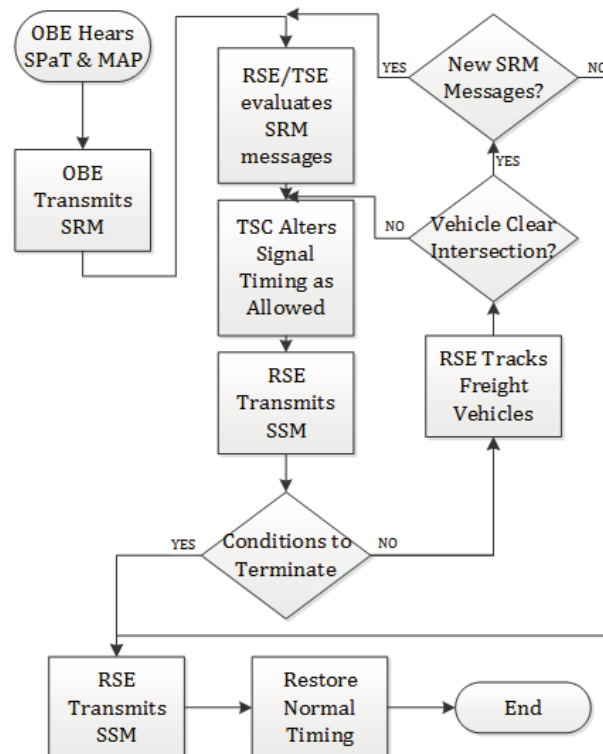 OBE Hears
SPaT & MAP
OBE
Transmits
SRM
RSE/TSE
evaluates
SRM
messages
TSC Alters
Signal
Timing as
Allowed
RSE
Transmits
SSM
Conditions to
Terminate
YES
NO
RSE Tracks
Freight
Vehicles
Vehicle Clear
Intersection?
NO
YES
New SRM
Messages?
YES
NO
RSE
Transmits
SSM
Restore
Normal
Timing
End